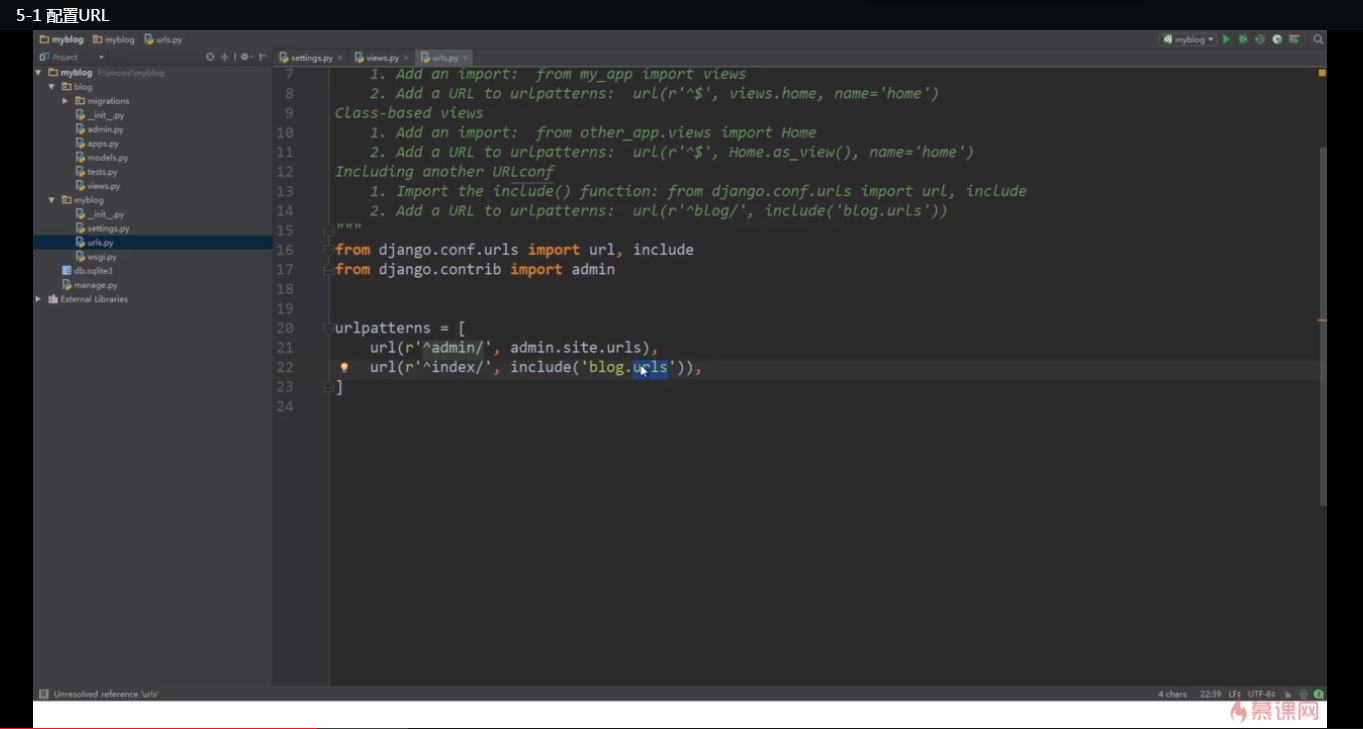 5-1 配置URL
myblog myblog urls.py
myblog
Project
settings.py views.py urls.py
myblog F:\imooc\myblog
blog
migrations
__init__.py
admin.py
apps.py
models.py
tests.py
views.py
myblog
__init__.py
settings.py
urls.py
wsgi.py
db.sqlite3
manage.py
External Libraries
7 1. Add an import: from my_app import views
8 2. Add a URL to urlpatterns: url(r'^$', views.home, name='home')
9 Class-based views
10 1. Add an import: from other_app.views import Home
11 2. Add a URL to urlpatterns: url(r'^$', Home.as_view(), name='home')
12 Including another URLconf
13 1. Import the include() function: from django.conf.urls import url, include
14 2. Add a URL to urlpatterns: url(r'^blog/', include('blog.urls'))
15 """
16 from django.conf.urls import url, include
17 from django.contrib import admin
18
19
20 urlpatterns = [
21 url(r'^admin/', admin.site.urls),
22 url(r'^index/', include('blog.urls')),
23 ]
24
Unresolved reference 'urls'
4 chars 22:39 LF÷ UTF-8÷
慕课网